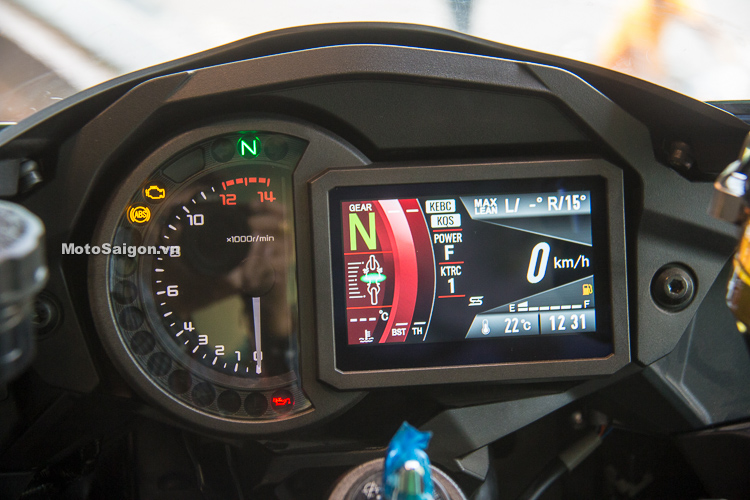 N
ABS
MotoSaigon.vn
12 14
10
x1000r/min
8
6
4
3
2
1
0
GEAR
N
--- °C
BST TH
KEBC
KQS
POWER
F
KTRC
1
MAX LEAN L/ -° R/15°
0 km/h
E F
22°C 12:31